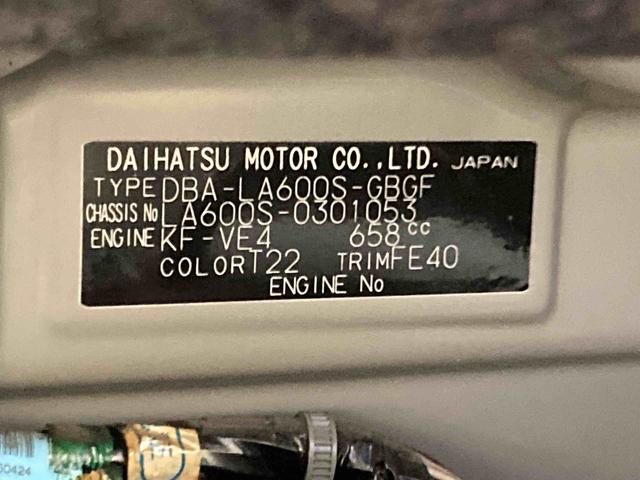 DAIHATSU MOTOR CO.,LTD. JAPAN
TYPE DBA-LA600S-GBGF
CHASSIS No LA600S-0301053
ENGINE KF-VE4 658cc
COLOR T22 TRIM FE40
ENGINE No
60424